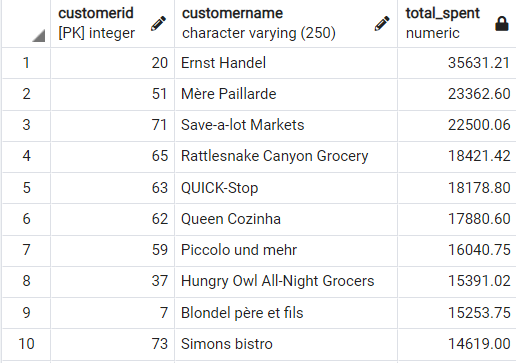 customerid customername total_spent
[PK] integer character varying (250) numeric
1 20 Ernst Handel 35631.21
2 51 Mère Paillarde 23362.60
3 71 Save-a-lot Markets 22500.06
4 65 Rattlesnake Canyon Grocery 18421.42
5 63 QUICK-Stop 18178.80
6 62 Queen Cozinha 17880.60
7 59 Piccolo und mehr 16040.75
8 37 Hungry Owl All-Night Grocers 15391.02
9 7 Blondel père et fils 15253.75
10 73 Simons bistro 14619.00